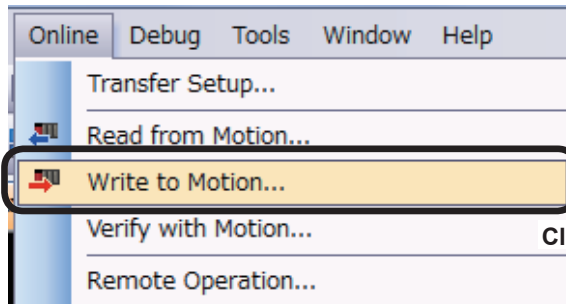 Online Debug Tools Window Help
Transfer Setup...
Read from Motion...
Write to Motion...
Verify with Motion...
Remote Operation...